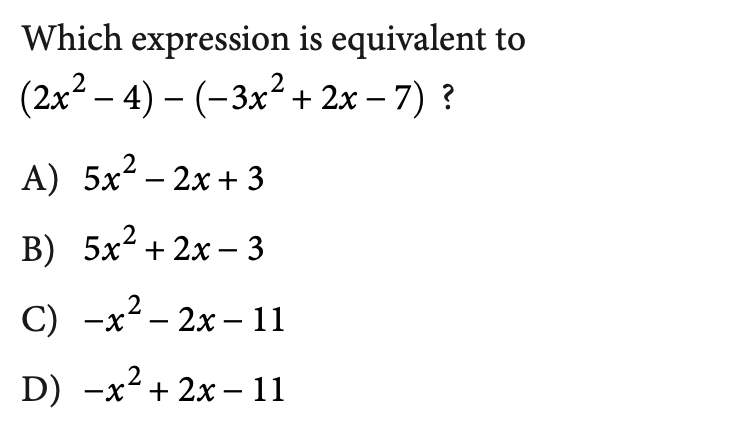 Which expression is equivalent to
(2x² – 4) – (–3x² + 2x – 7) ?
A) 5x² – 2x + 3
B) 5x² + 2x – 3
C) –x² – 2x – 11
D) –x² + 2x – 11